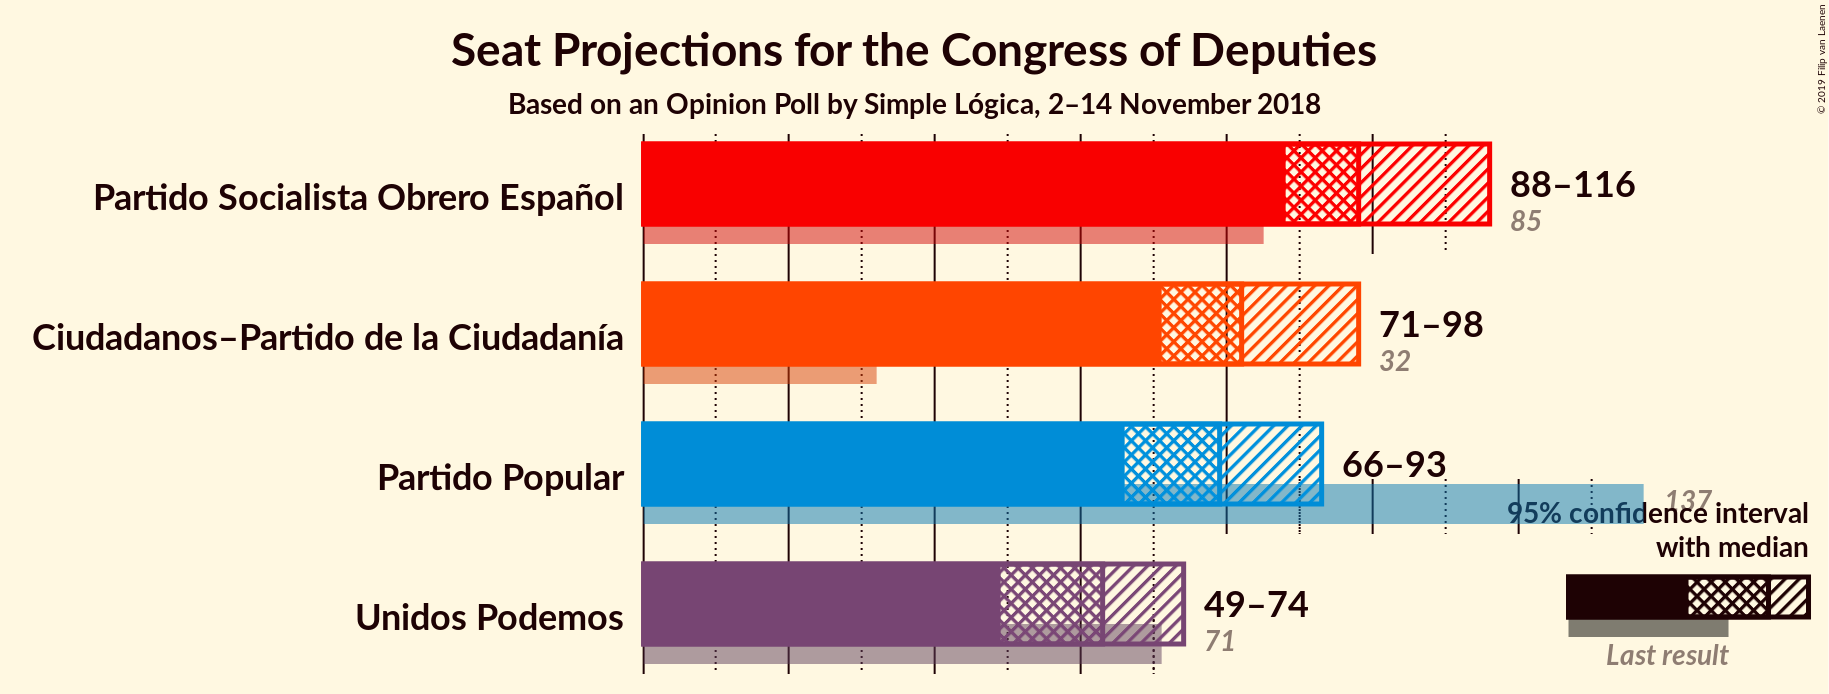 Seat Projections for the Congress of Deputies
Based on an Opinion Poll by Simple Lógica, 2–14 November 2018
© 2019 Filip van Laenen
Partido Socialista Obrero Español
88–116
85
Ciudadanos–Partido de la Ciudadanía
71–98
32
Partido Popular
66–93
137
95% confidence interval
with median
Unidos Podemos
49–74
71
Last result